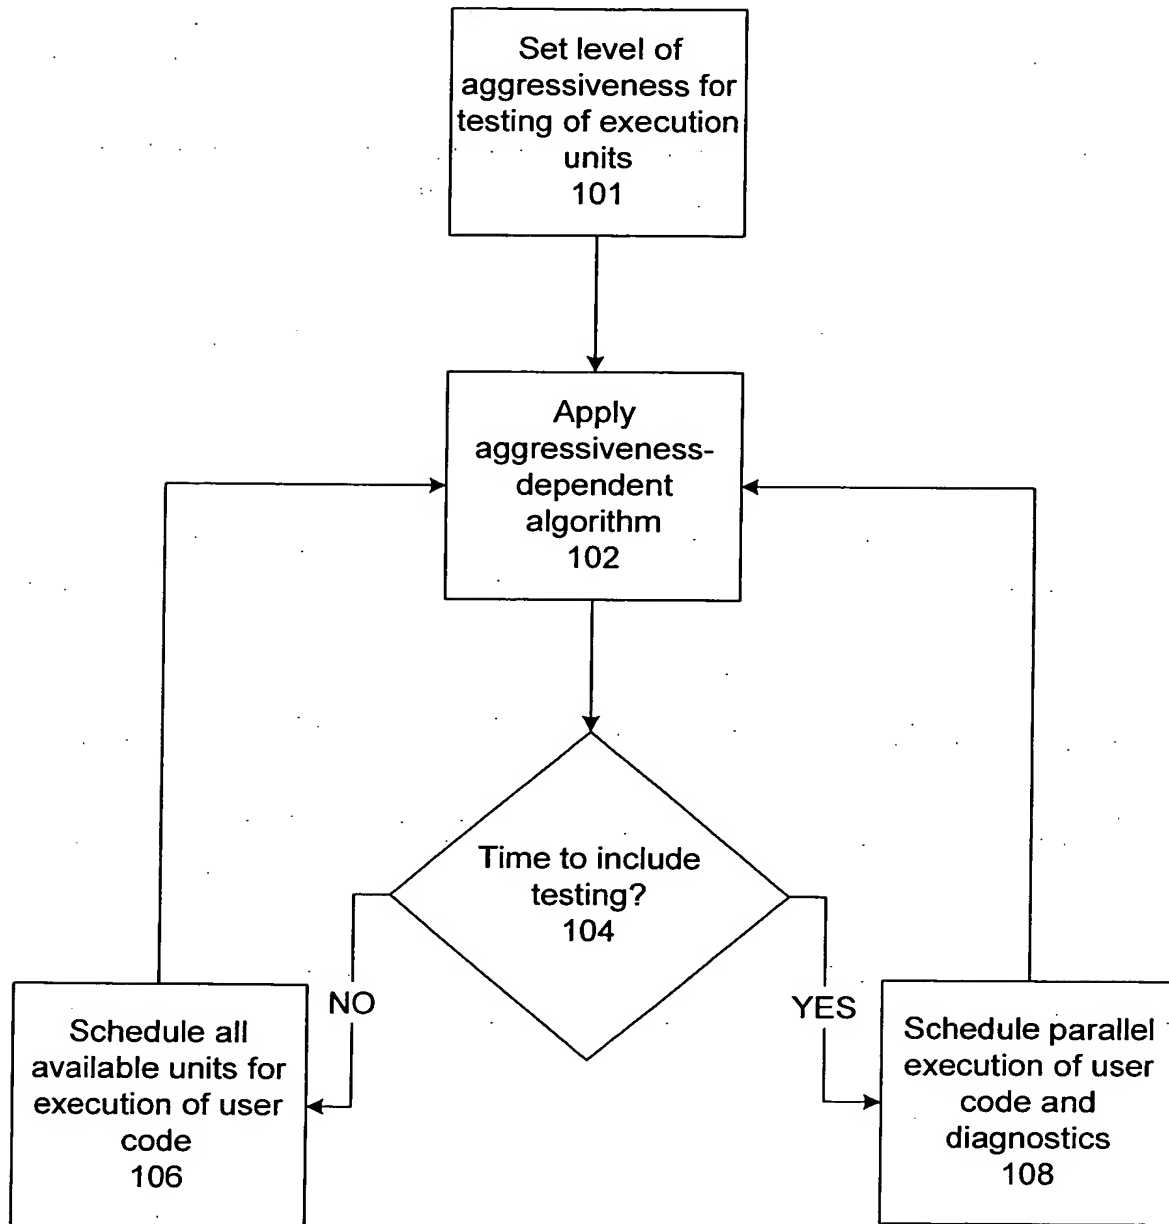 Set level of
aggressiveness for
testing of execution
units
101
Apply
aggressiveness-
dependent
algorithm
102
Time to include
testing?
104
NO
YES
Schedule all
available units for
execution of user
code
106
Schedule parallel
execution of user
code and
diagnostics
108